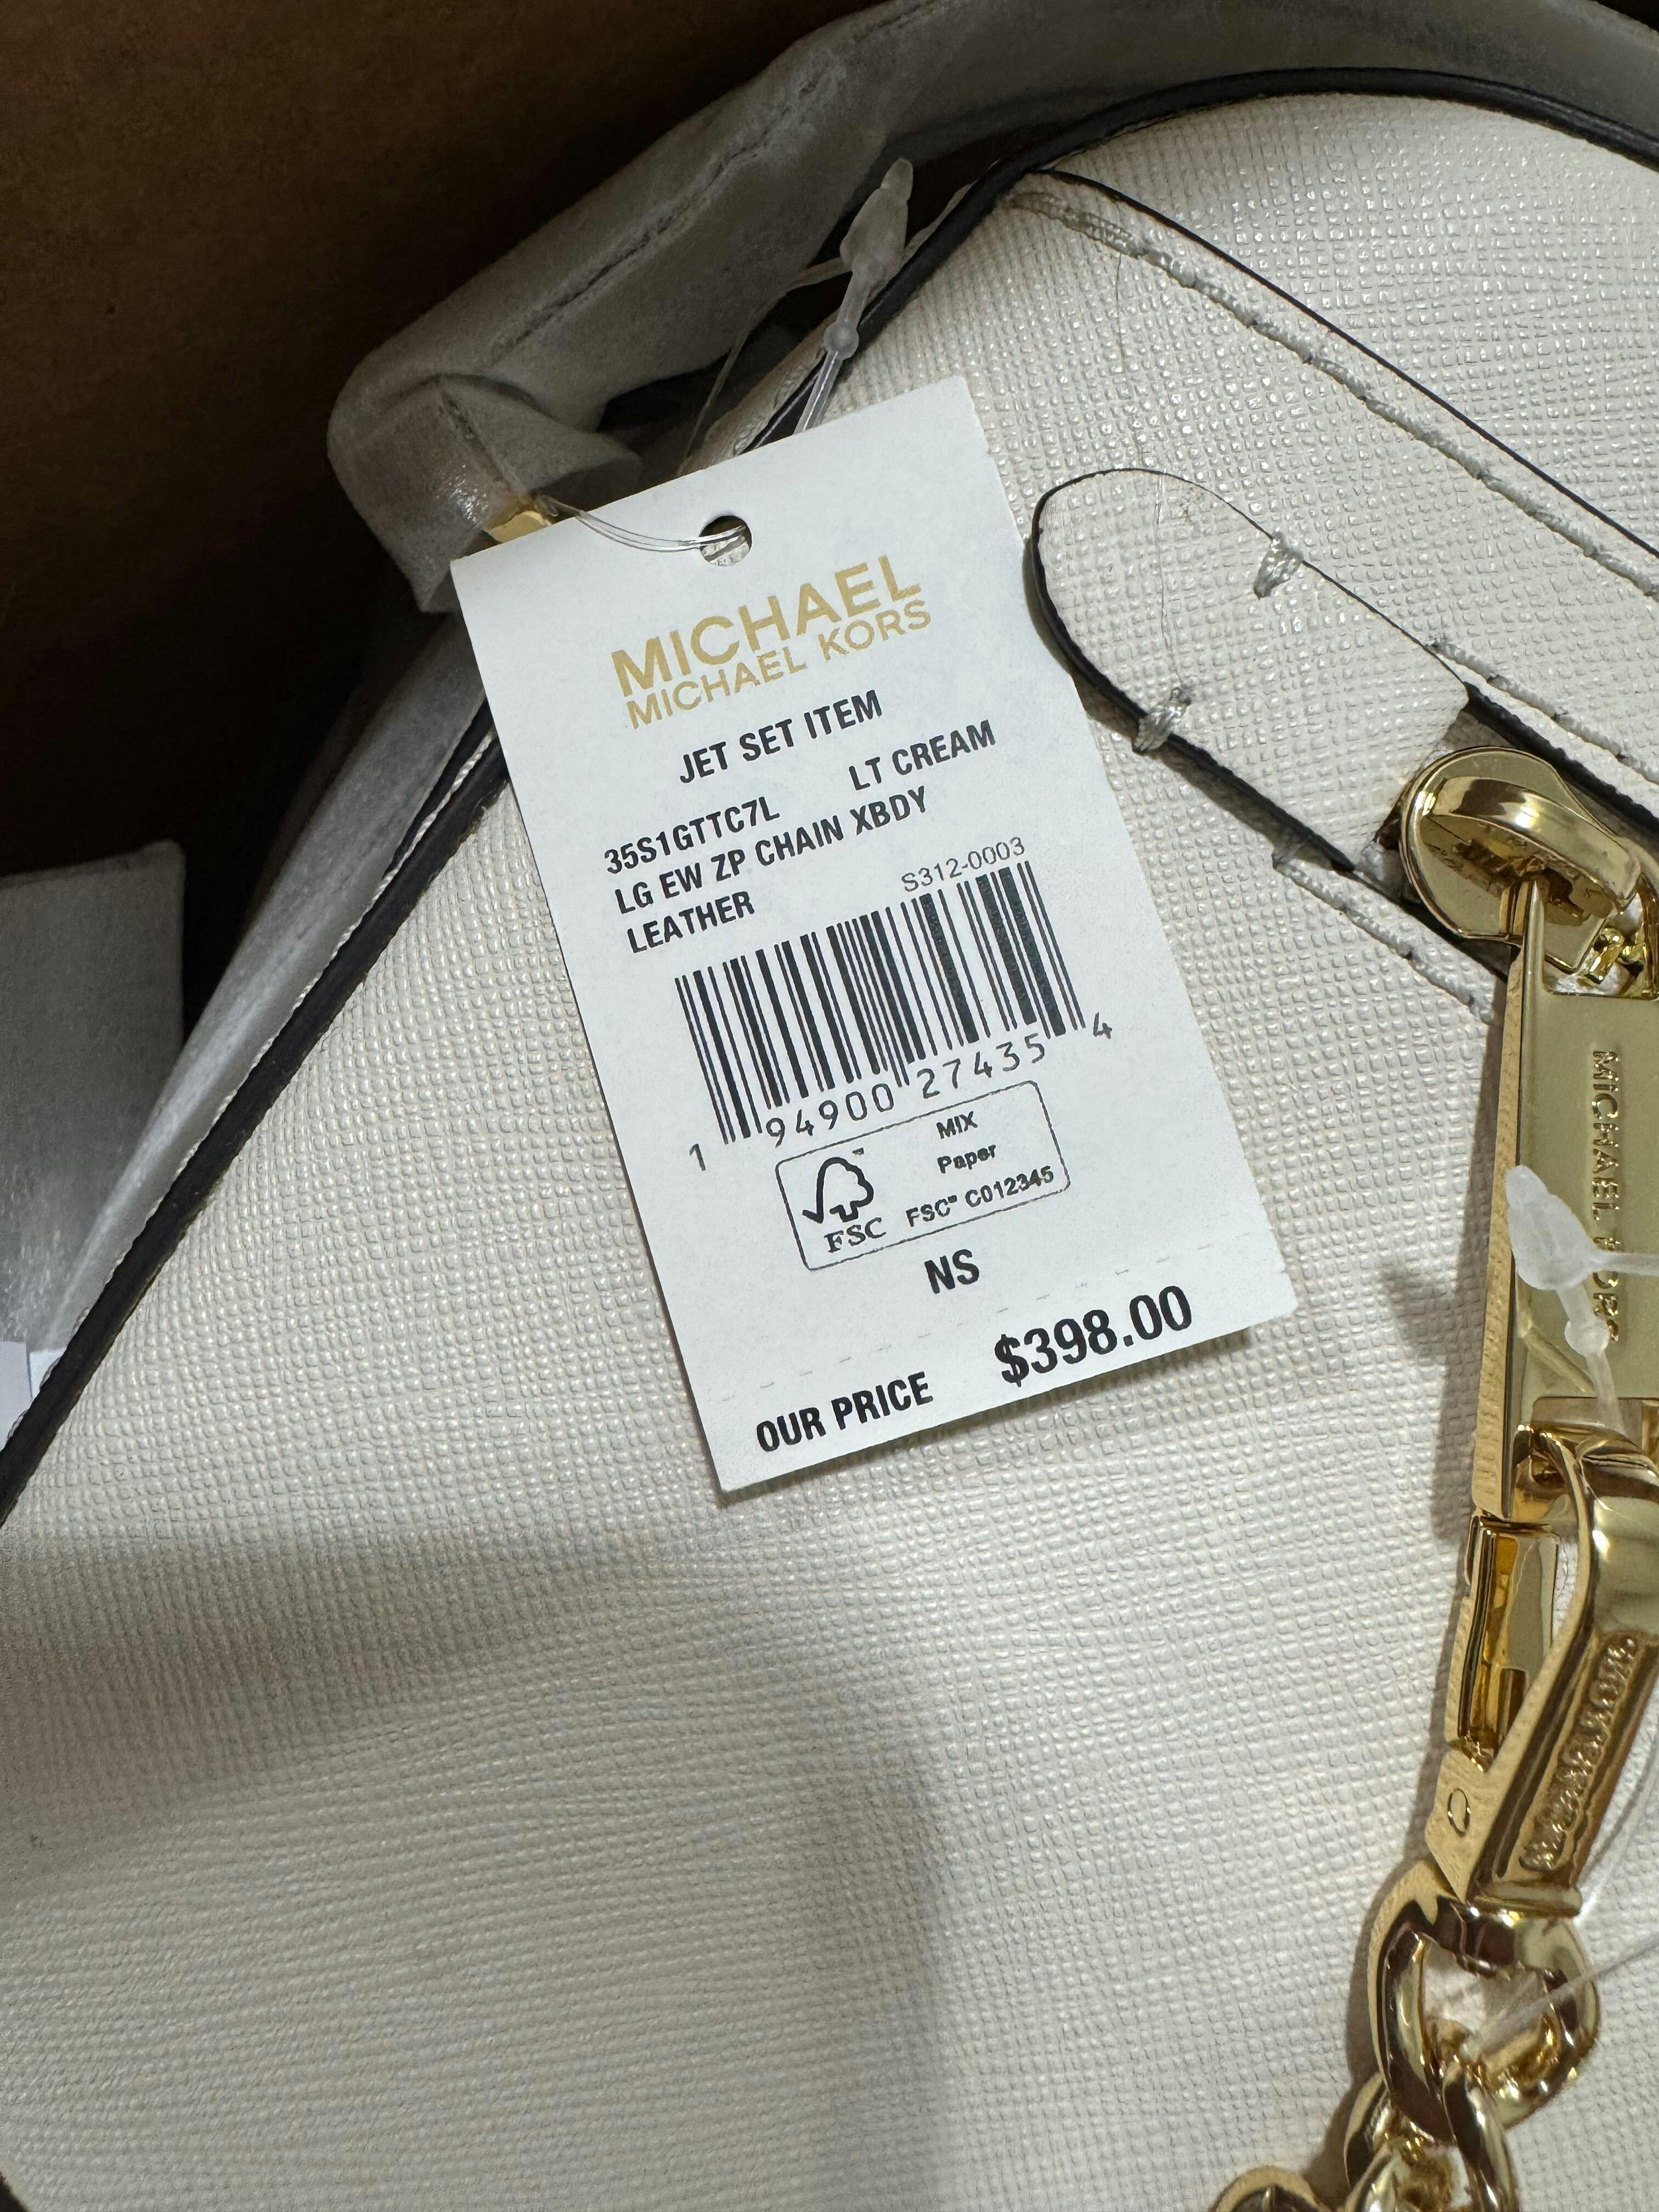 MICHAEL
MICHAEL KORS
JET SET ITEM
35S1GTTC7L LT CREAM
LG EW ZP CHAIN XBDY
LEATHER
S312-0003
1 94900 27435 4
MIX
Paper
FSC™ C012345
FSC
NS
OUR PRICE $398.00
MICHAEL KORS